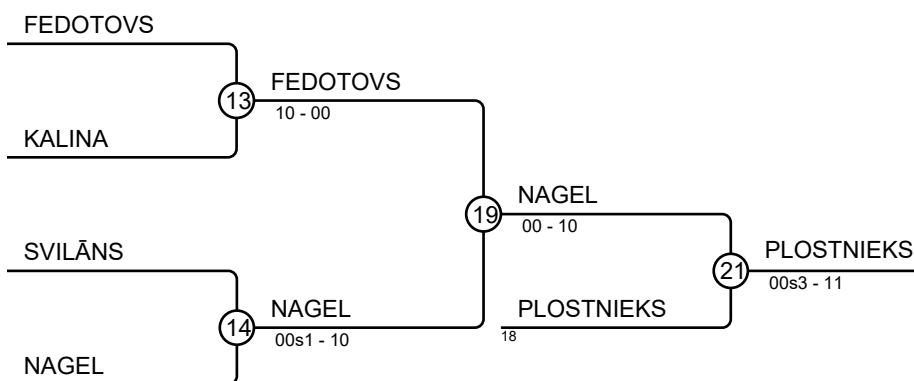 FEDOTOVS
13
FEDOTOVS
10 - 00
KALINA
19
NAGEL
00 - 10
SVILĀNS
21
PLOSTNIEKS
00s3 - 11
14
NAGEL
00s1 - 10
PLOSTNIEKS
18
NAGEL